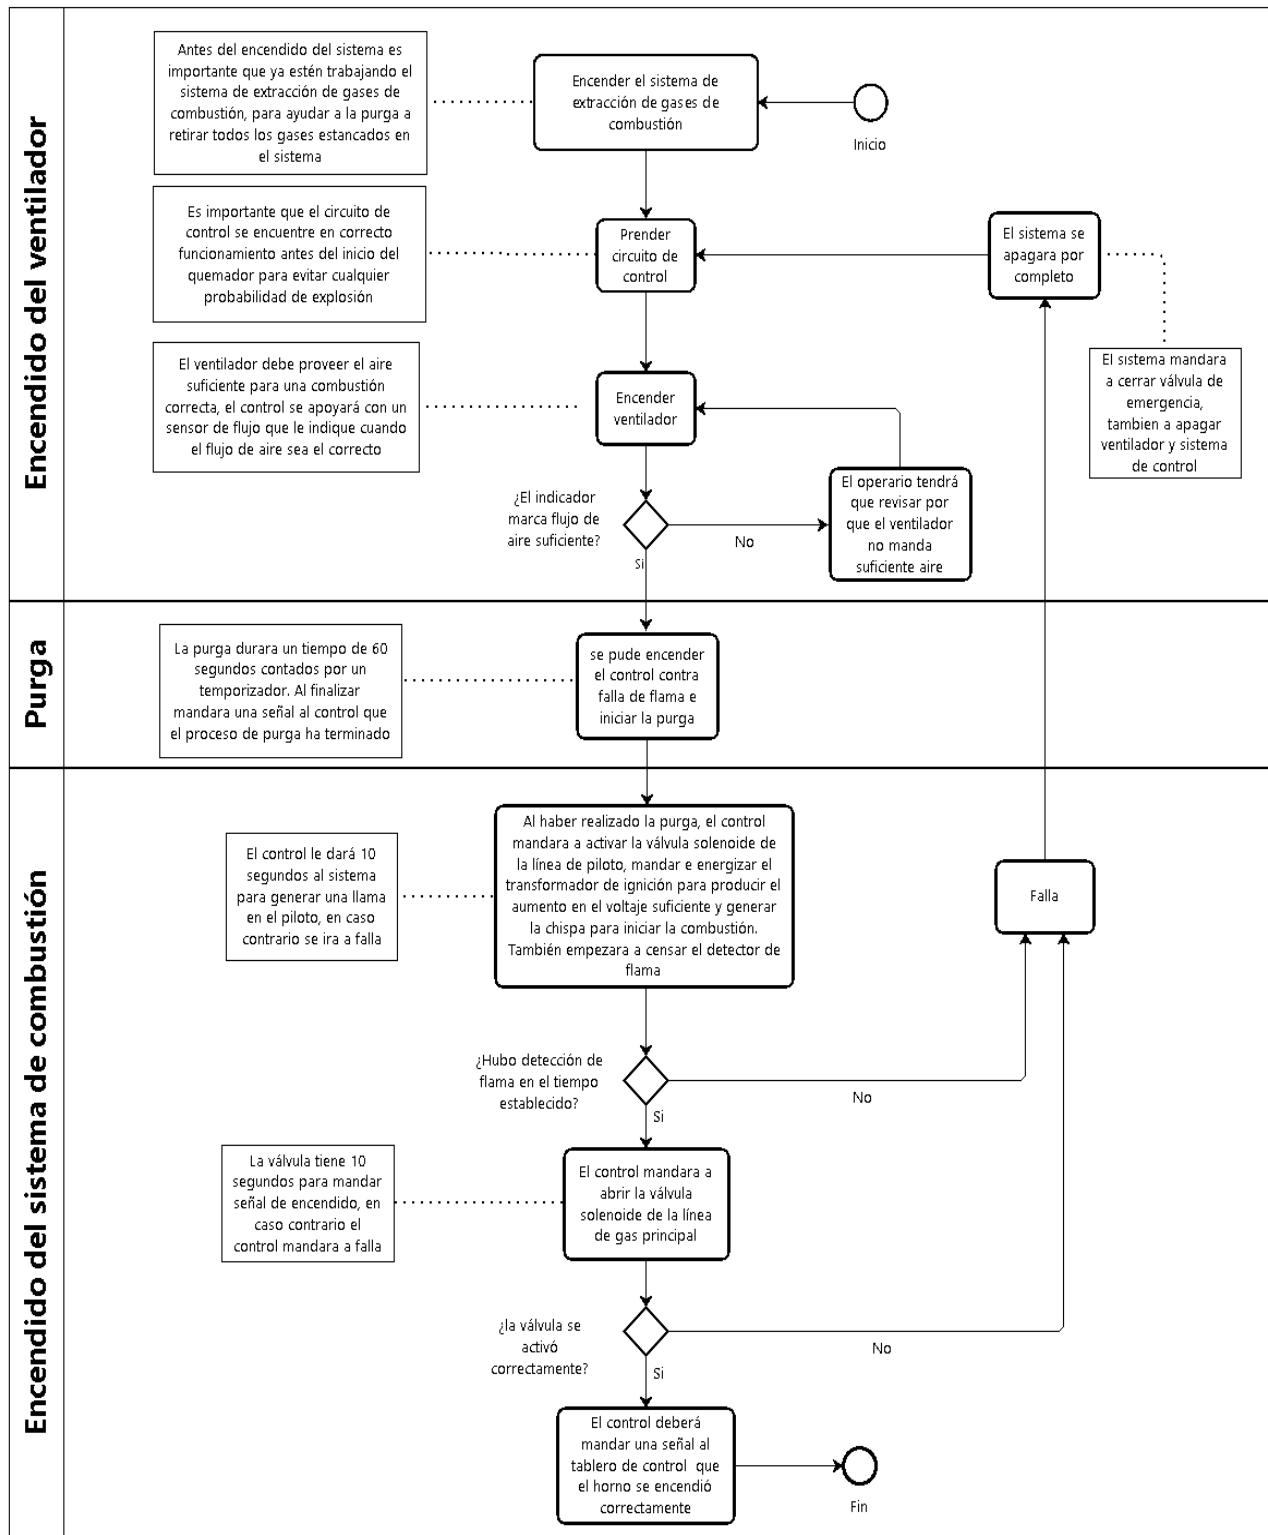 Encendido del ventilador
Antes del encendido del sistema es
importante que ya estén trabajando el
sistema de extracción de gases de
combustión, para ayudar a la purga a
retirar todos los gases estancados en
el sistema
Encender el sistema de
extracción de gases de
combustión
Inicio
Es importante que el circuito de
control se encuentre en correcto
funcionamiento antes del inicio del
quemador para evitar cualquier
probabilidad de explosión
Prender
circuito de
control
El sistema se
apagara por
completo
El sistema mandara
a cerrar válvula de
emergencia,
tambien a apagar
ventilador y sistema
de control
El ventilador debe proveer el aire
suficiente para una combustión
correcta, el control se apoyará con un
sensor de flujo que le indique cuando
el flujo de aire sea el correcto
Encender
ventilador
¿El indicador
marca flujo de
aire suficiente?
No
Si
El operario tendrá
que revisar por
que el ventilador
no manda
suficiente aire
Purga
La purga durara un tiempo de 60
segundos contados por un
temporizador. Al finalizar
mandara una señal al control que
el proceso de purga ha terminado
se pude encender
el control contra
falla de flama e
iniciar la purga
Encendido del sistema de combustión
El control le dará 10
segundos al sistema
para generar una llama
en el piloto, en caso
contrario se ira a falla
Al haber realizado la purga, el control
mandara a activar la válvula solenoide de
la línea de piloto, mandar e energizar el
transformador de ignición para producir el
aumento en el voltaje suficiente y generar
la chispa para iniciar la combustión.
También empezara a censar el detector de
flama
Falla
¿Hubo detección de
flama en el tiempo
establecido?
No
Si
La válvula tiene 10
segundos para mandar
señal de encendido, en
caso contrario el
control mandara a falla
El control mandara a
abrir la válvula
solenoide de la línea
de gas principal
¿la válvula se
activó
correctamente?
No
Si
El control deberá
mandar una señal al
tablero de control que
el horno se encendió
correctamente
Fin